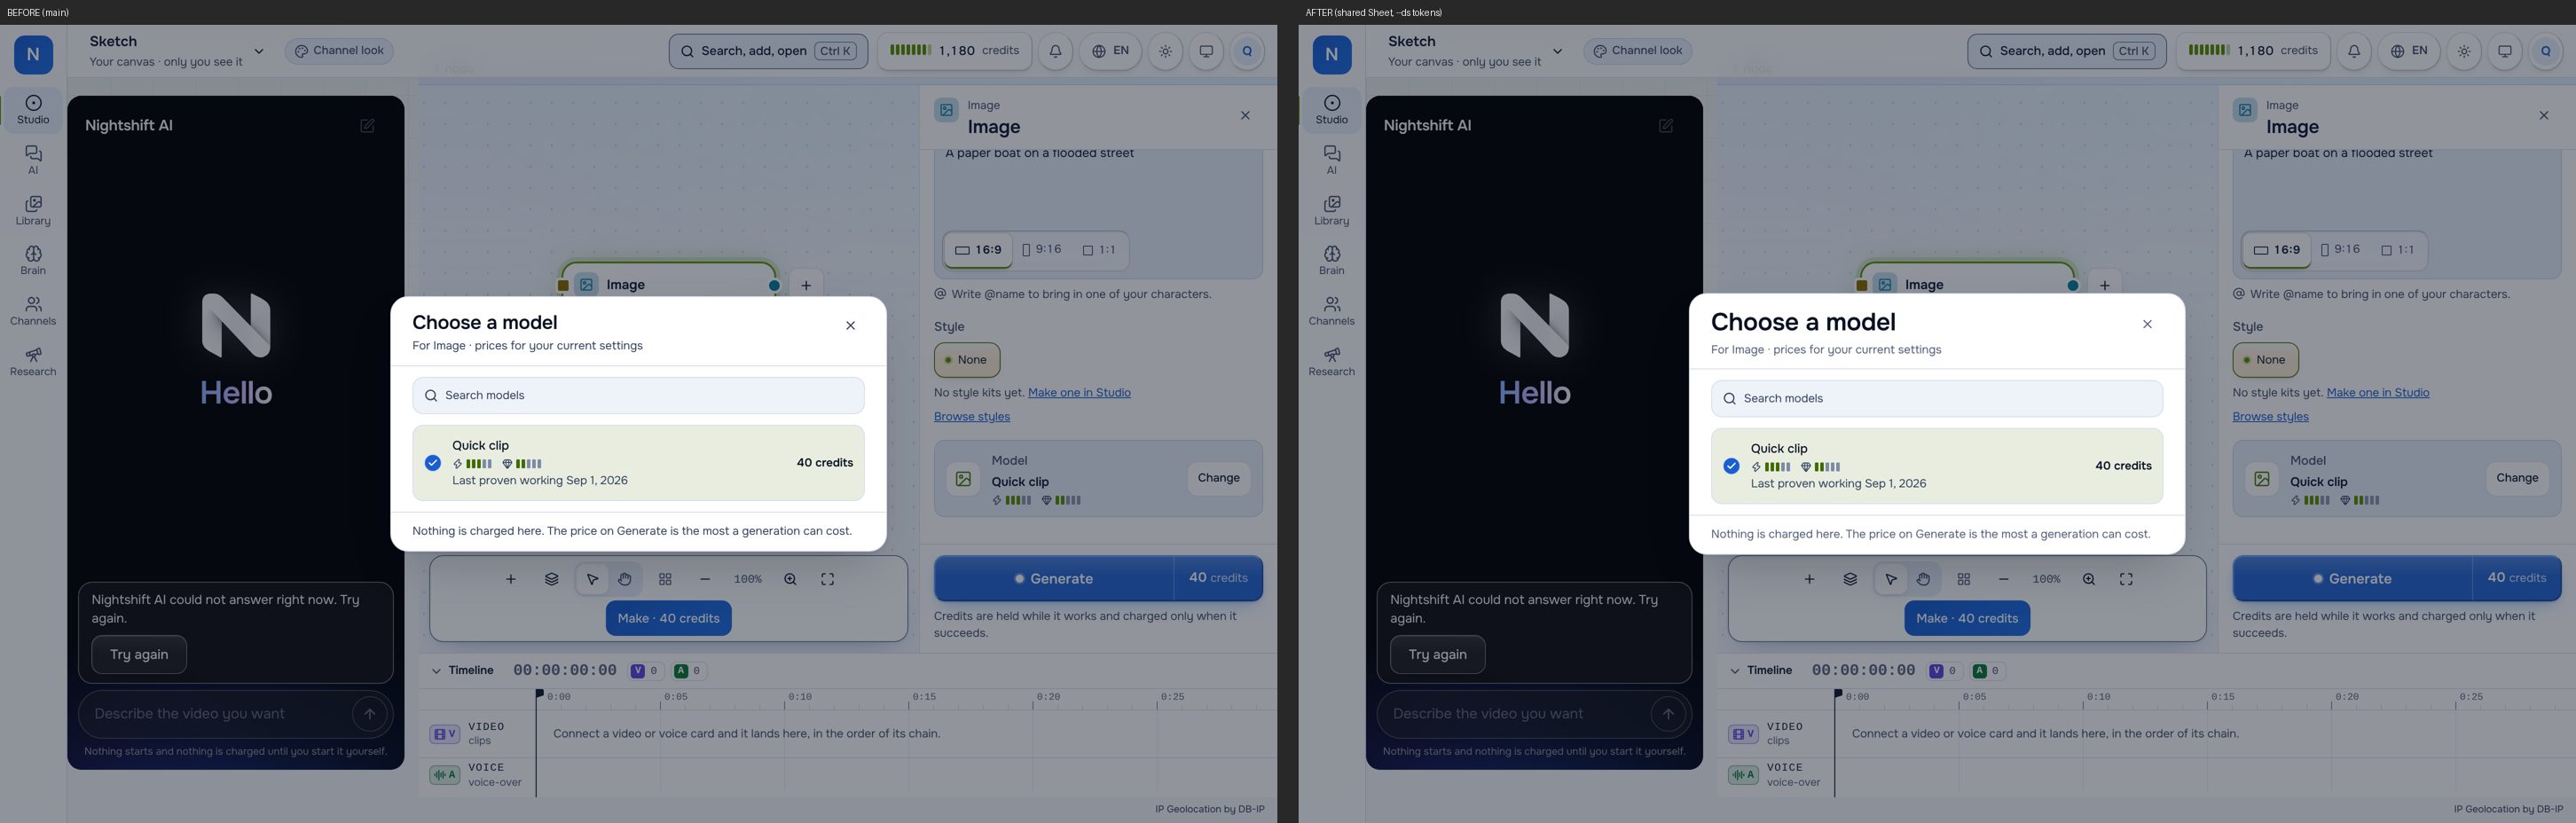 BEFORE (main)
N
Sketch
Your canvas · only you see it
Channel look
Search, add, open Ctrl K
1,180 credits
EN
Q
Studio
AI
Library
Brain
Channels
Research
Nightshift AI
Hello
Nightshift AI could not answer right now. Try
again.
Try again
Describe the video you want
Nothing starts and nothing is charged until you start it yourself.
Image
Choose a model
For Image · prices for your current settings
Search models
Quick clip
40 credits
Last proven working Sep 1, 2026
Nothing is charged here. The price on Generate is the most a generation can cost.
100%
Make · 40 credits
Image
Image
A paper boat on a flooded street
16:9 9:16 1:1
@ Write @name to bring in one of your characters.
Style
None
No style kits yet. Make one in Studio
Browse styles
Model
Quick clip
Change
Generate 40 credits
Credits are held while it works and charged only when it
succeeds.
Timeline 00:00:00:00 V 0 A 0
0:00 0:05 0:10 0:15 0:20 0:25
V VIDEO
clips
Connect a video or voice card and it lands here, in the order of its chain.
A VOICE
voice-over
IP Geolocation by DB-IP
AFTER (shared Sheet, --ds tokens)
N
Sketch
Your canvas · only you see it
Channel look
Search, add, open Ctrl K
1,180 credits
EN
Q
Studio
AI
Library
Brain
Channels
Research
Nightshift AI
Hello
Nightshift AI could not answer right now. Try
again.
Try again
Describe the video you want
Nothing starts and nothing is charged until you start it yourself.
Image
Choose a model
For Image · prices for your current settings
Search models
Quick clip
40 credits
Last proven working Sep 1, 2026
Nothing is charged here. The price on Generate is the most a generation can cost.
100%
Make · 40 credits
Image
Image
A paper boat on a flooded street
16:9 9:16 1:1
@ Write @name to bring in one of your characters.
Style
None
No style kits yet. Make one in Studio
Browse styles
Model
Quick clip
Change
Generate 40 credits
Credits are held while it works and charged only when it
succeeds.
Timeline 00:00:00:00 V 0 A 0
0:00 0:05 0:10 0:15 0:20 0:25
V VIDEO
clips
Connect a video or voice card and it lands here, in the order of its chain.
A VOICE
voice-over
IP Geolocation by DB-IP